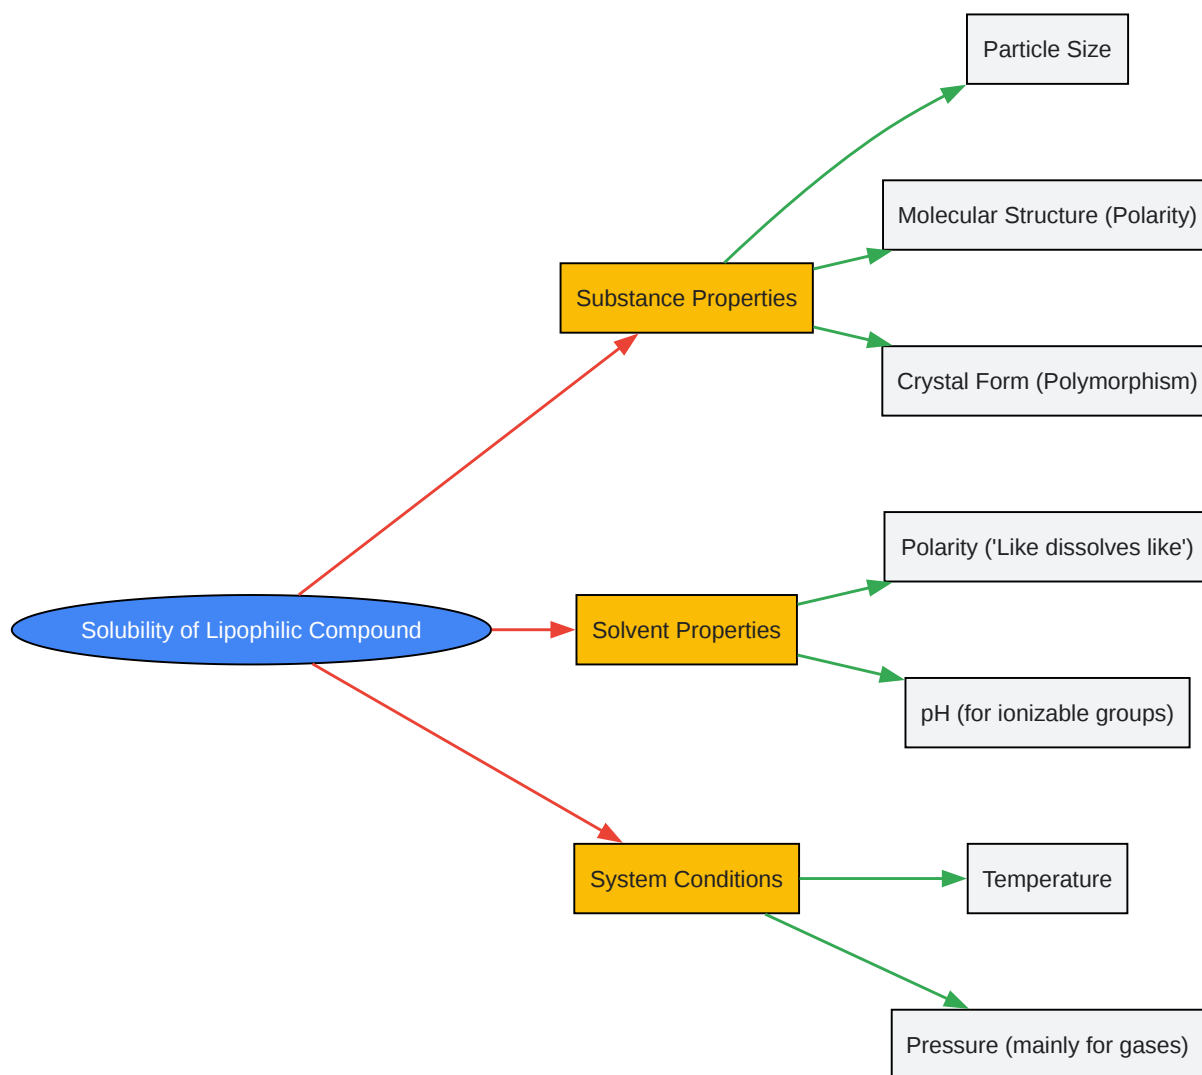 Particle Size
Molecular Structure (Polarity)
Substance Properties
Crystal Form (Polymorphism)
Polarity ('Like dissolves like')
Solubility of Lipophilic Compound
Solvent Properties
pH (for ionizable groups)
System Conditions
Temperature
Pressure (mainly for gases)